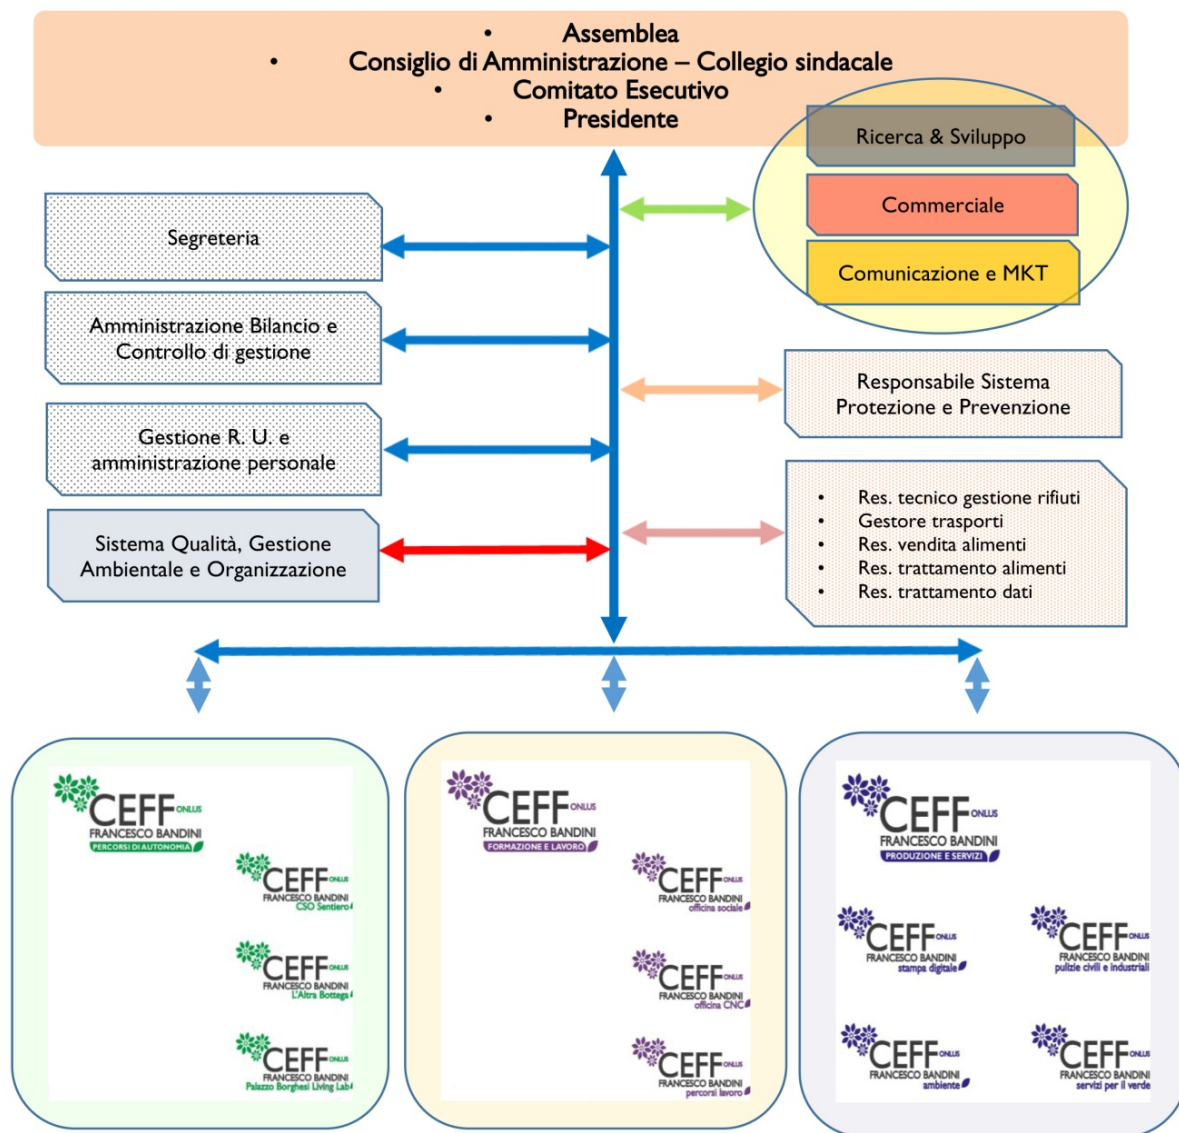 • Assemblea
• Consiglio di Amministrazione – Collegio sindacale
• Comitato Esecutivo
• Presidente
Ricerca & Sviluppo
Commerciale
Comunicazione e MKT
Segreteria
Amministrazione Bilancio e
Controllo di gestione
Responsabile Sistema
Protezione e Prevenzione
Gestione R. U. e
amministrazione personale
Sistema Qualità, Gestione
Ambientale e Organizzazione
• Res. tecnico gestione rifiuti
• Gestore trasporti
• Res. vendita alimenti
• Res. trattamento alimenti
• Res. trattamento dati
CEFF ONLUS
FRANCESCO BANDINI
PERCORSI DI AUTONOMIA
CEFF ONLUS
FRANCESCO BANDINI
CSO Sentiero
CEFF ONLUS
FRANCESCO BANDINI
L'Altra Bottega
CEFF ONLUS
FRANCESCO BANDINI
Palazzo Borghesi Living Lab
CEFF ONLUS
FRANCESCO BANDINI
FORMAZIONE E LAVORO
CEFF ONLUS
FRANCESCO BANDINI
officina sociale
CEFF ONLUS
FRANCESCO BANDINI
officina CNC
CEFF ONLUS
FRANCESCO BANDINI
percorsi lavoro
CEFF ONLUS
FRANCESCO BANDINI
PRODUZIONE E SERVIZI
CEFF ONLUS
FRANCESCO BANDINI
stampa digitale
CEFF ONLUS
FRANCESCO BANDINI
pulizie civili e industriali
CEFF ONLUS
FRANCESCO BANDINI
ambiente
CEFF ONLUS
FRANCESCO BANDINI
servizi per il verde